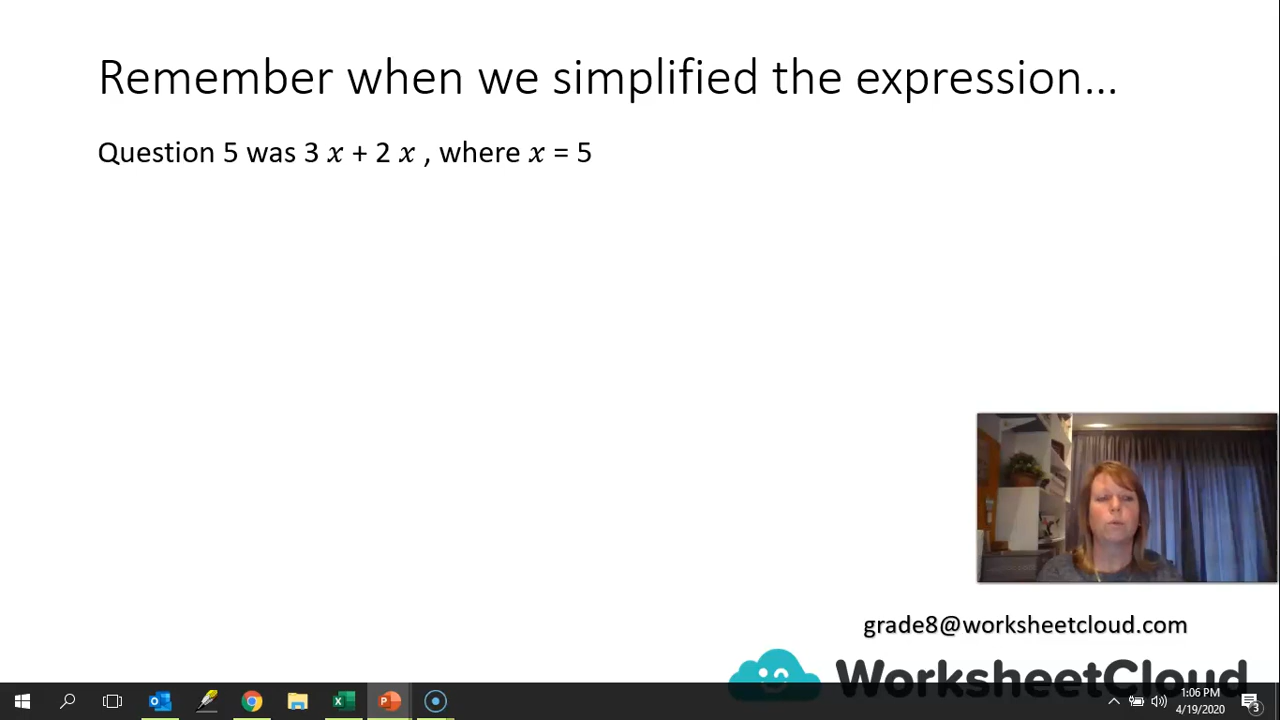 Remember when we simplified the expression...
Question 5 was 3 x + 2 x , where x = 5
grade8@worksheetcloud.com
WorksheetCloud
1:06 PM
4/19/2020
3